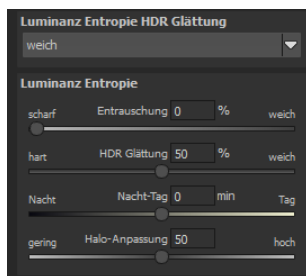 Luminanz Entropie HDR Glättung
weich
Luminanz Entropie
scharf Entrauschung 0 % weich
hart HDR Glättung 50 % weich
Nacht Nacht-Tag 0 min Tag
gering Halo-Anpassung 50 hoch